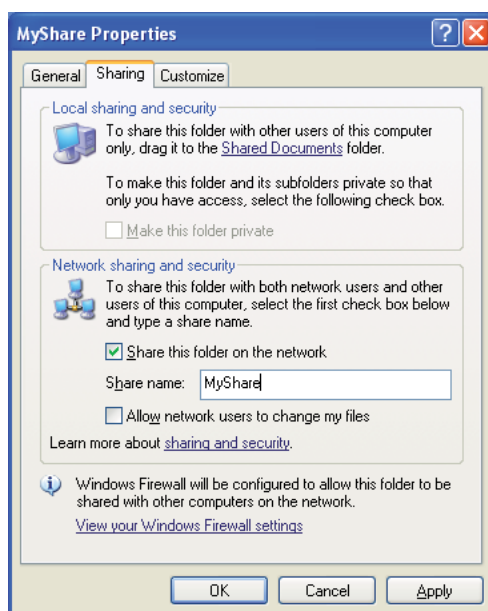 MyShare Properties
General Sharing Customize
Local sharing and security
To share this folder with other users of this computer
only, drag it to the Shared Documents folder.
To make this folder and its subfolders private so that
only you have access, select the following check box.
Make this folder private
Network sharing and security
To share this folder with both network users and other
users of this computer, select the first check box below
and type a share name.
Share this folder on the network
Share name: MyShare
Allow network users to change my files
Learn more about sharing and security.
Windows Firewall will be configured to allow this folder to be
shared with other computers on the network.
View your Windows Firewall settings
OK Cancel Apply